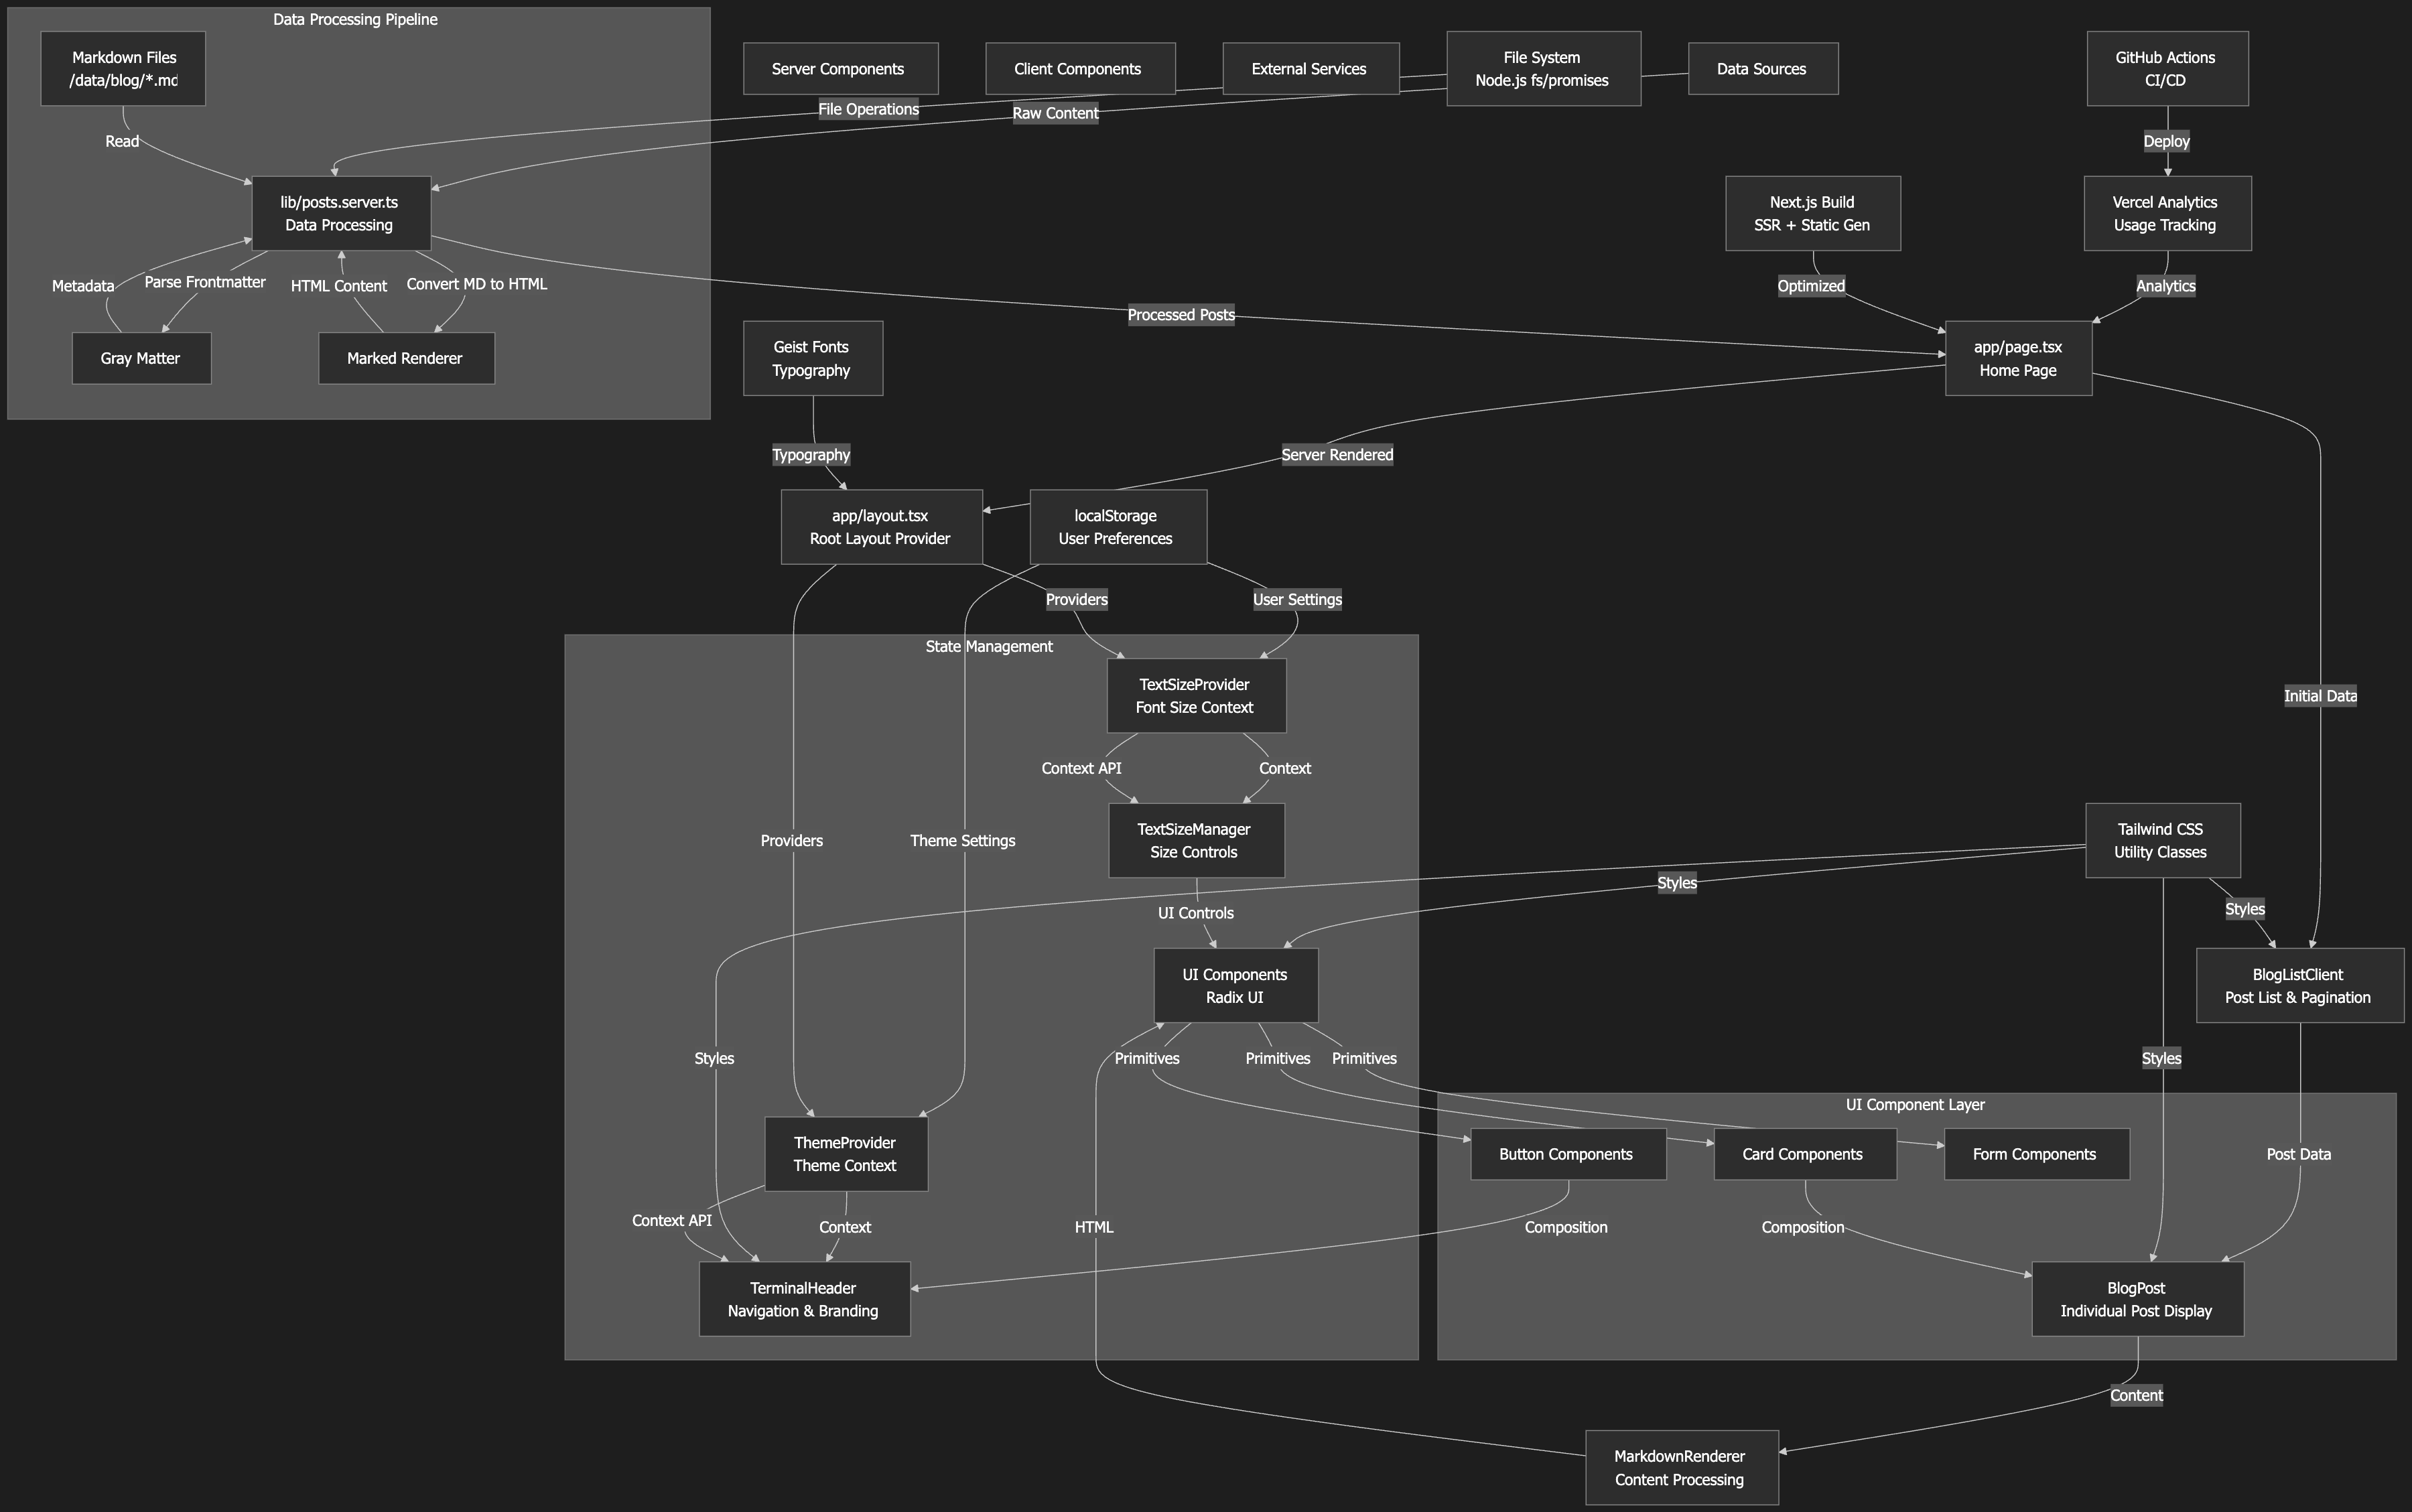 Data Processing Pipeline
Markdown Files
/data/blog/*.md
Server Components
Client Components
External Services
File System
Node.js fs/promises
Data Sources
GitHub Actions
CI/CD
File Operations
Raw Content
Read
Deploy
lib/posts.server.ts
Data Processing
Next.js Build
SSR + Static Gen
Vercel Analytics
Usage Tracking
Metadata
Parse Frontmatter
HTML Content
Convert MD to HTML
Optimized
Analytics
Processed Posts
Gray Matter
Marked Renderer
Geist Fonts
Typography
app/page.tsx
Home Page
Typography
Server Rendered
app/layout.tsx
Root Layout Provider
localStorage
User Preferences
Providers
User Settings
State Management
TextSizeProvider
Font Size Context
Initial Data
Context API
Context
TextSizeManager
Size Controls
Tailwind CSS
Utility Classes
Providers
Theme Settings
Styles
UI Controls
Styles
UI Components
Radix UI
BlogListClient
Post List & Pagination
Styles
Primitives
Primitives
Primitives
Styles
UI Component Layer
ThemeProvider
Theme Context
Button Components
Card Components
Form Components
Post Data
Context API
Context
HTML
Composition
Composition
TerminalHeader
Navigation & Branding
BlogPost
Individual Post Display
Content
MarkdownRenderer
Content Processing